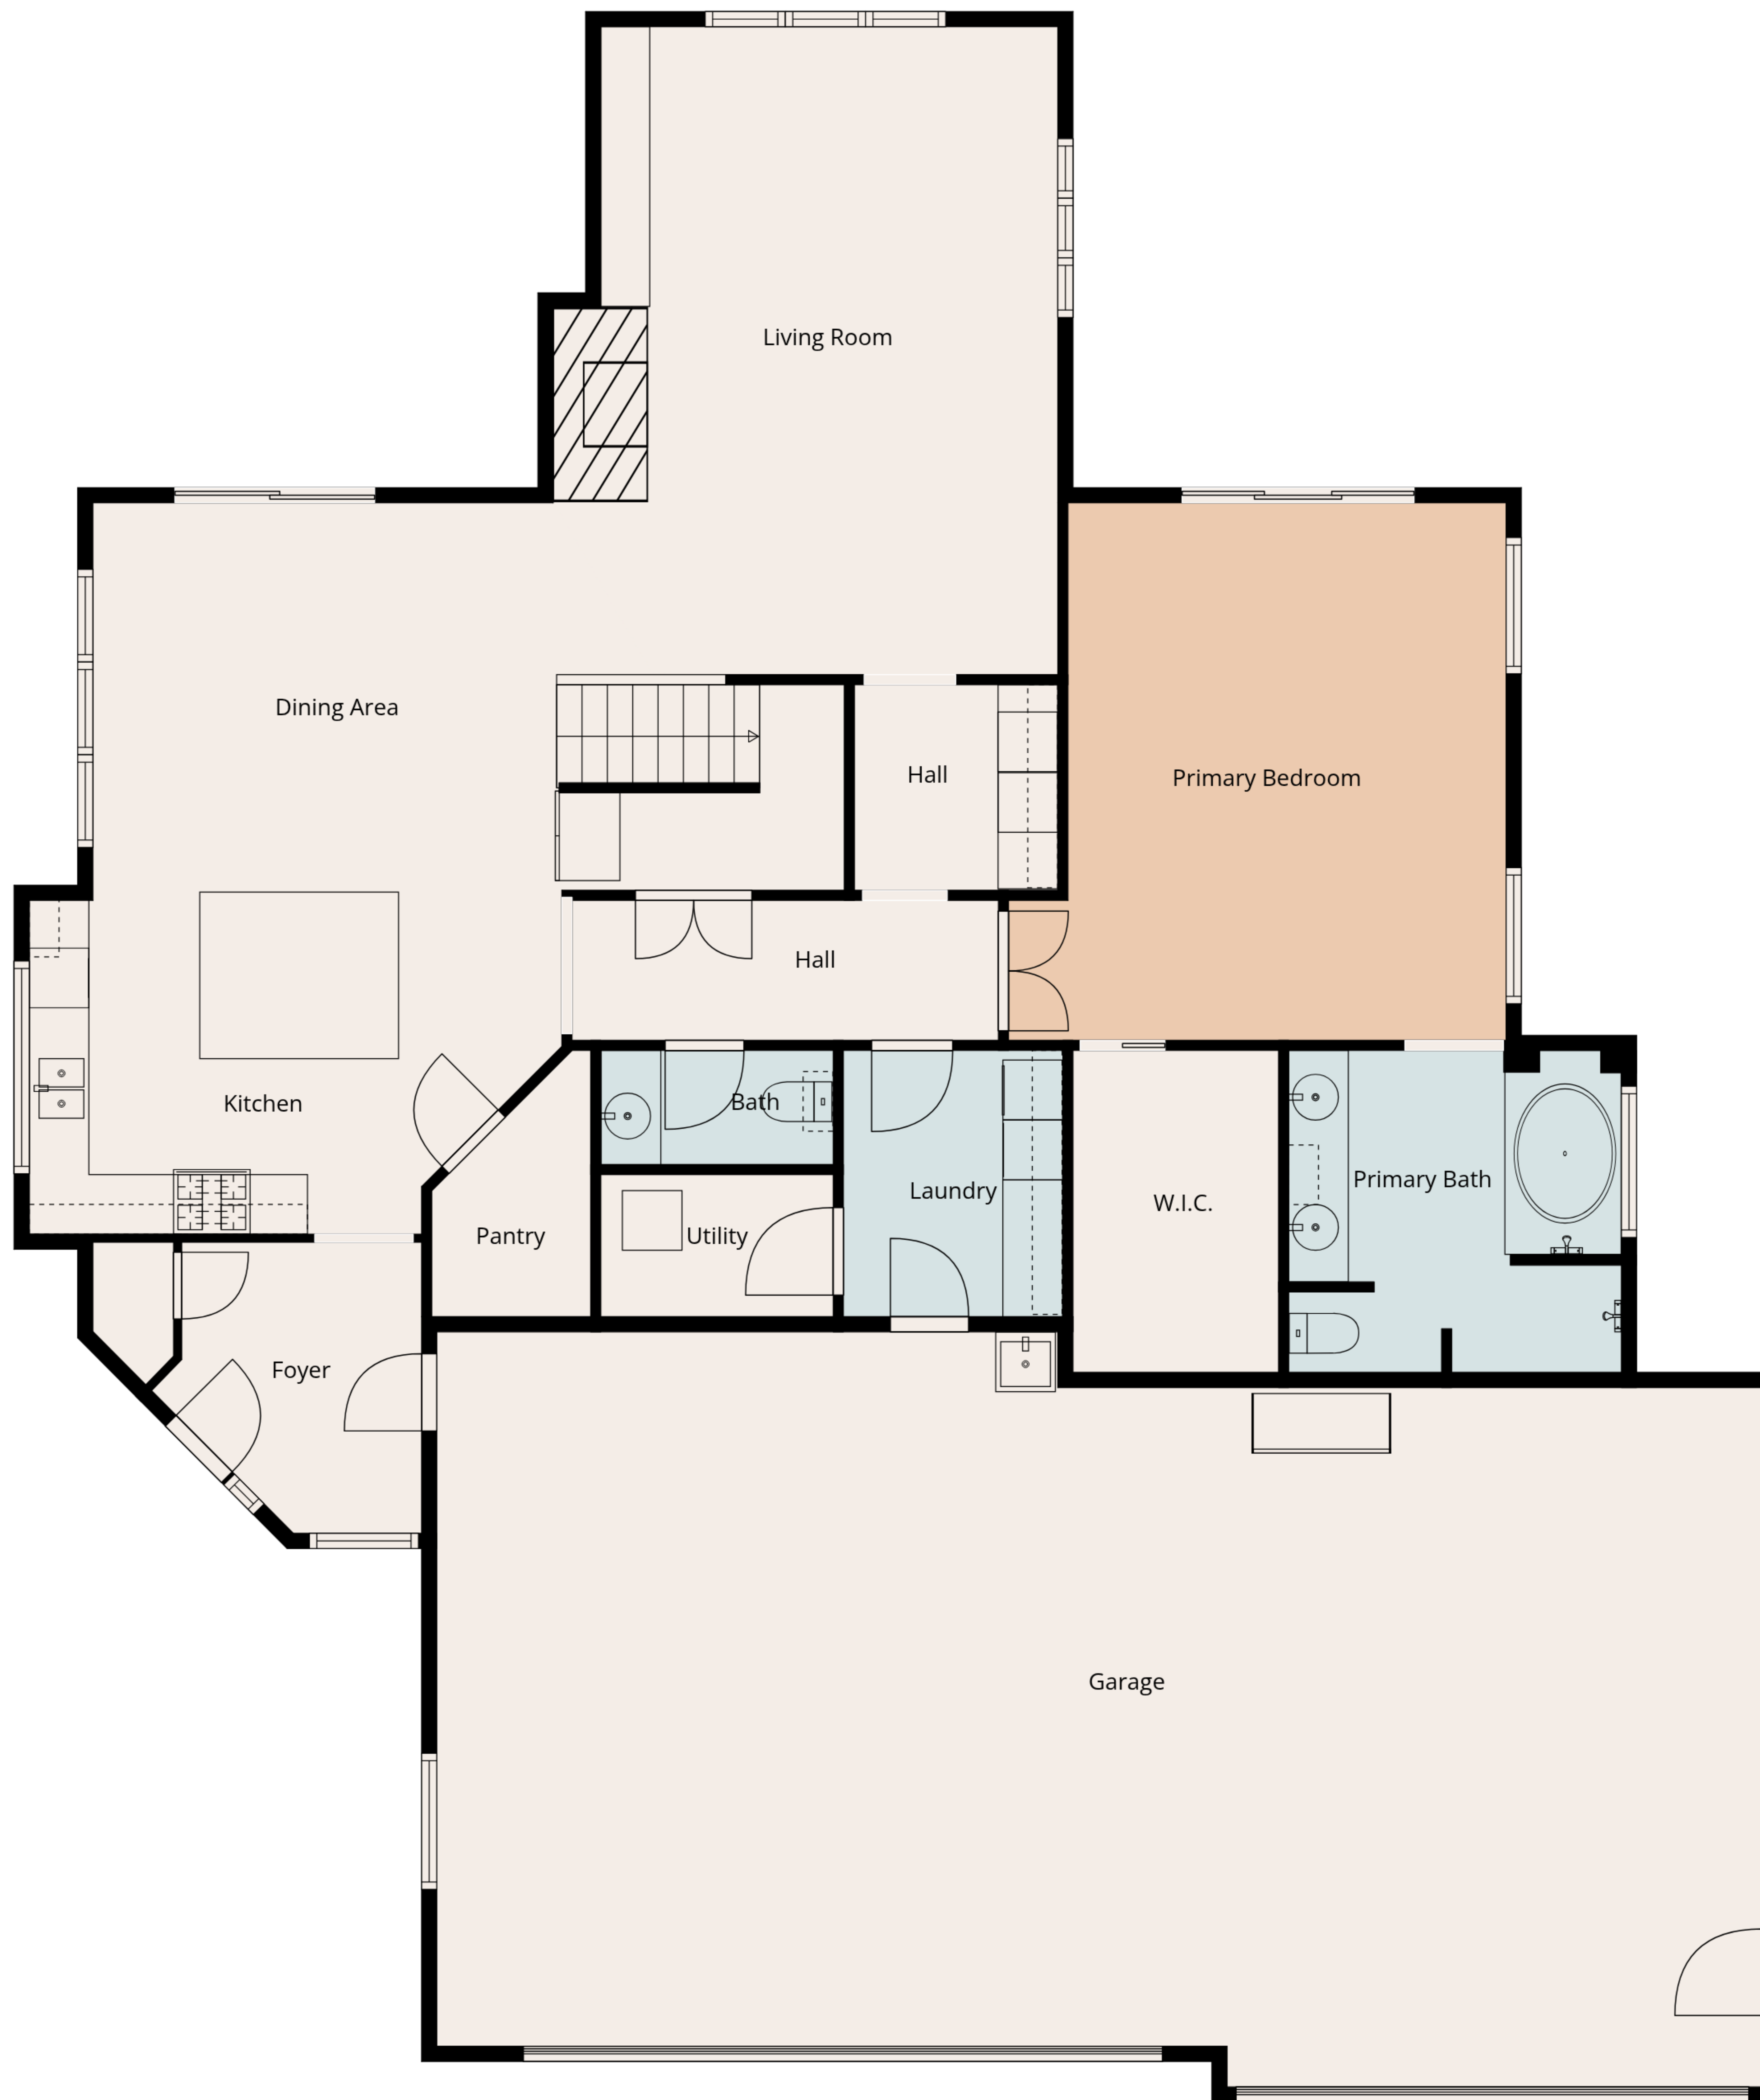 Living Room
Dining Area
Hall
Primary Bedroom
Hall
Kitchen
Bath
Primary Bath
Laundry
W.I.C.
Pantry
Utility
Foyer
Garage